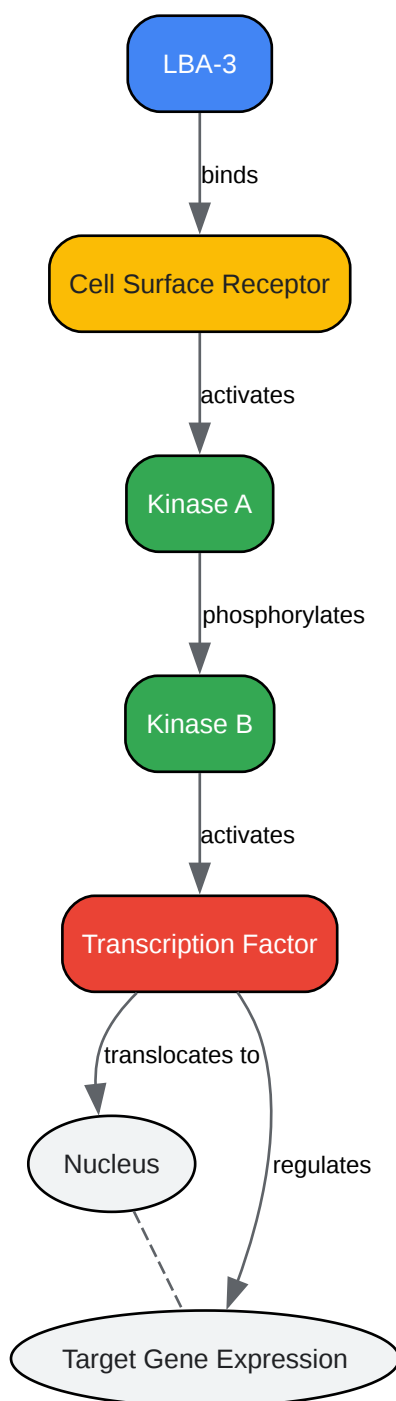 LBA-3
binds
Cell Surface Receptor
activates
Kinase A
phosphorylates
Kinase B
activates
Transcription Factor
translocates to
Nucleus
regulates
Target Gene Expression